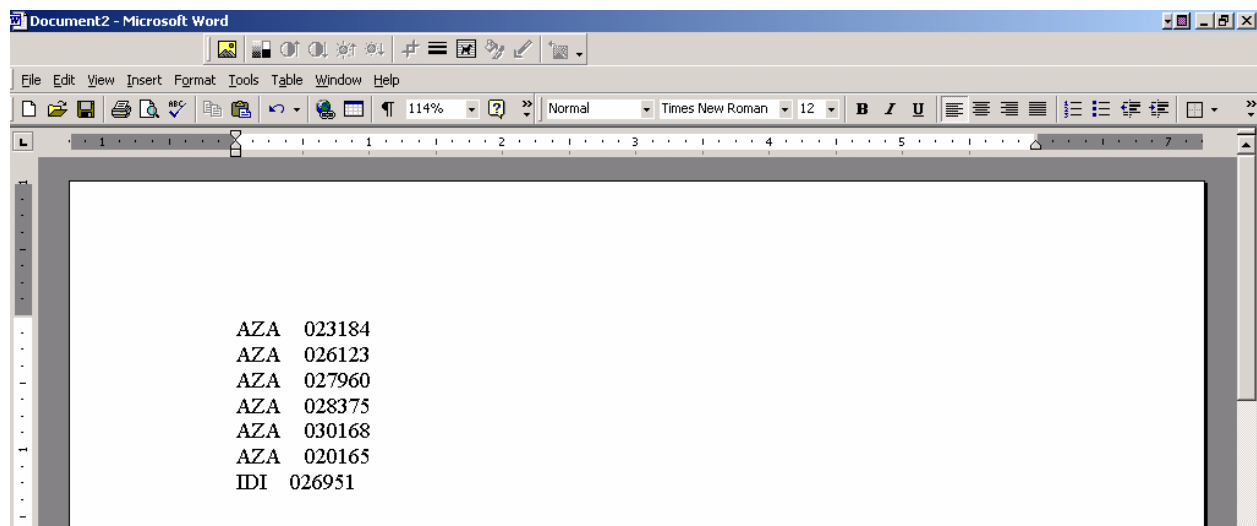 Document2 - Microsoft Word
File Edit View Insert Format Tools Table Window Help
114% Normal Times New Roman 12 B I U
1 1 2 3 4 5 7
AZA 023184
AZA 026123
AZA 027960
AZA 028375
AZA 030168
AZA 020165
IDI 026951